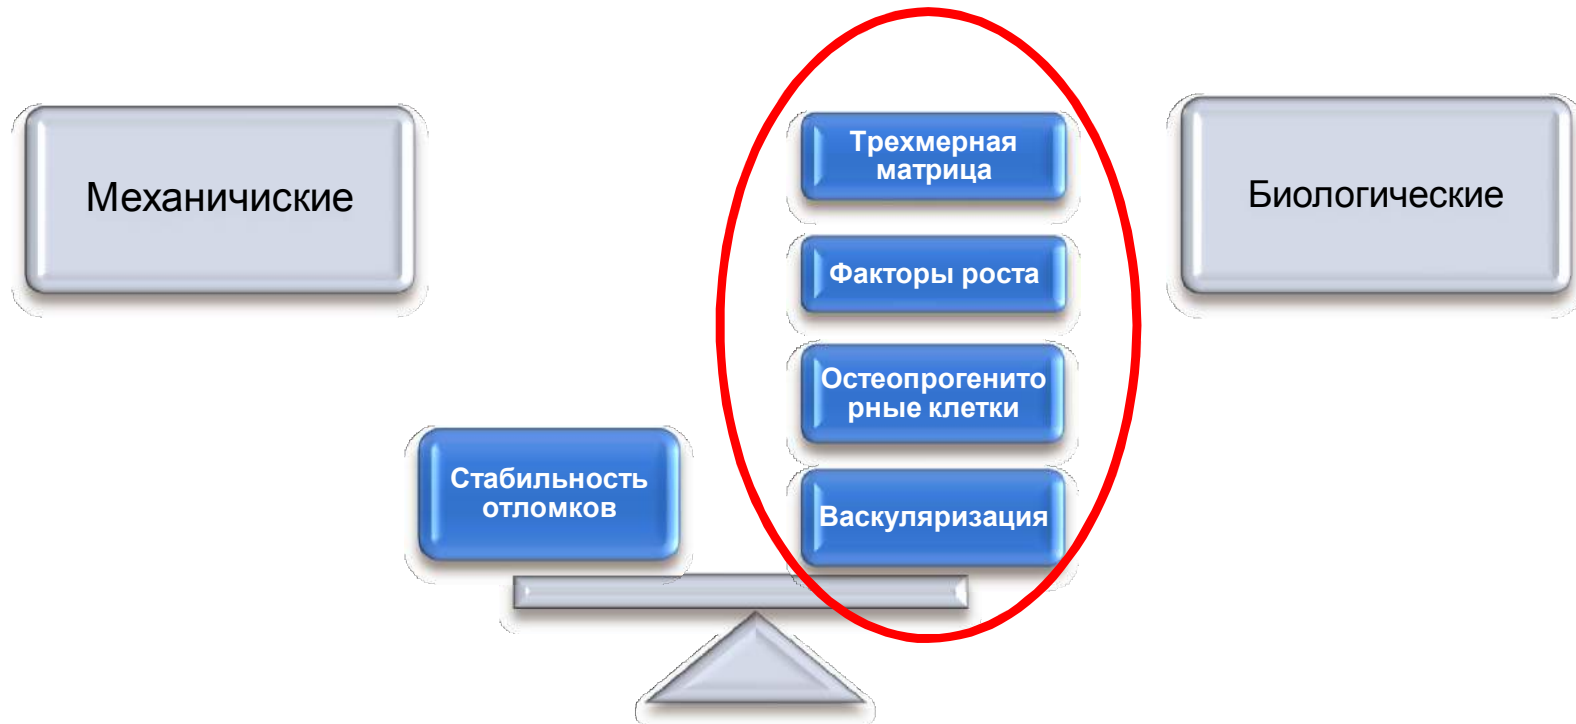 Механичиские
Трехмерная
матрица
Биологические
Факторы роста
Остеопрогенито
рные клетки
Стабильность
отломков
Васкуляризация